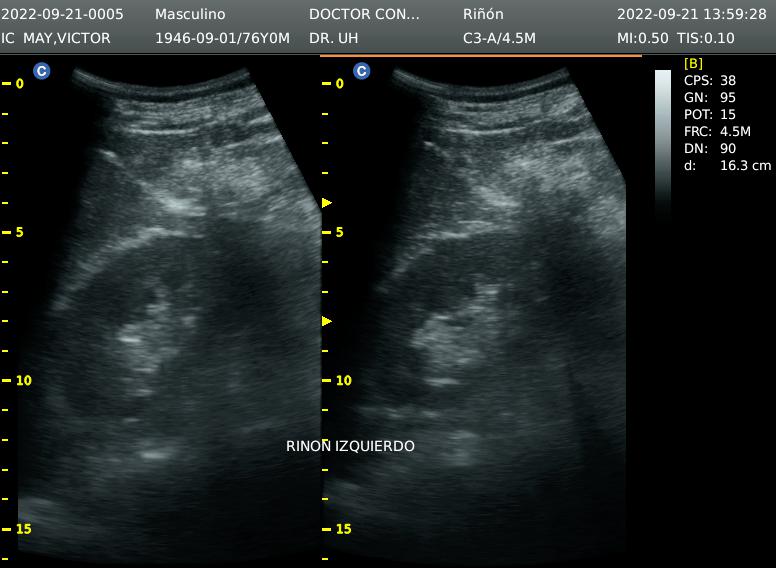 2022-09-21-0005 Masculino DOCTOR CON... Riñón 2022-09-21 13:59:28
IC MAY,VICTOR 1946-09-01/76Y0M DR. UH C3-A/4.5M MI:0.50 TIS:0.10
C C
[B]
CPS: 38
GN: 95
POT: 15
FRC: 4.5M
DN: 90
d: 16.3 cm
0 0
5 5
10 10
RINON IZQUIERDO
15 15